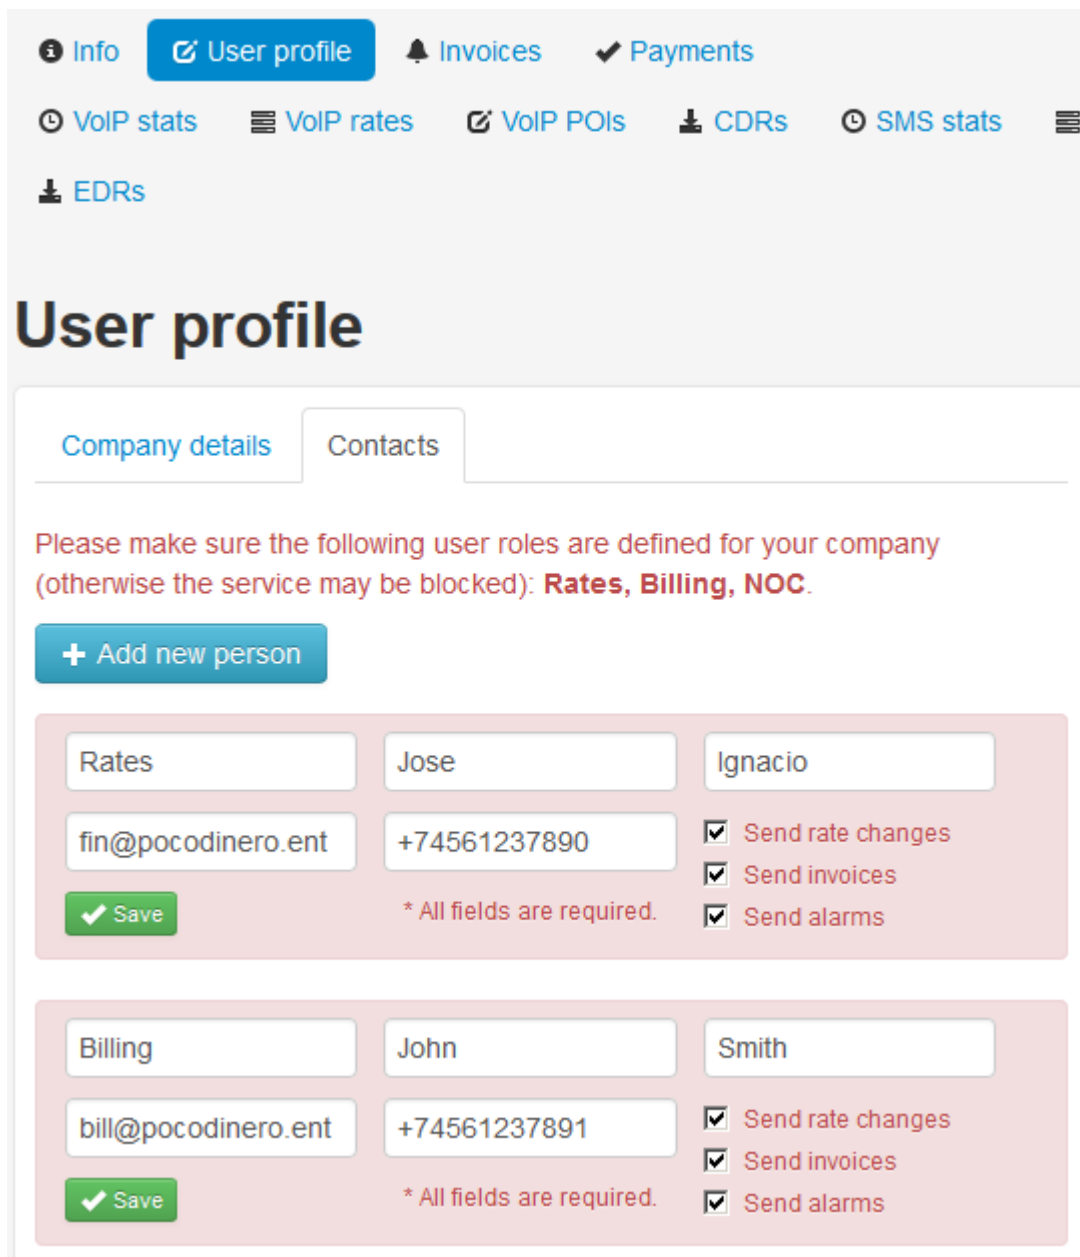 Info User profile Invoices Payments
VoIP stats VoIP rates VoIP POIs CDRs SMS stats
EDRs
User profile
Company details Contacts
Please make sure the following user roles are defined for your company
(otherwise the service may be blocked): Rates, Billing, NOC.
Add new person
Rates Jose Ignacio
fin@pocodinero.ent +74561237890 Send rate changes
Send invoices
Save * All fields are required. Send alarms
Billing John Smith
bill@pocodinero.ent +74561237891 Send rate changes
Send invoices
Save * All fields are required. Send alarms